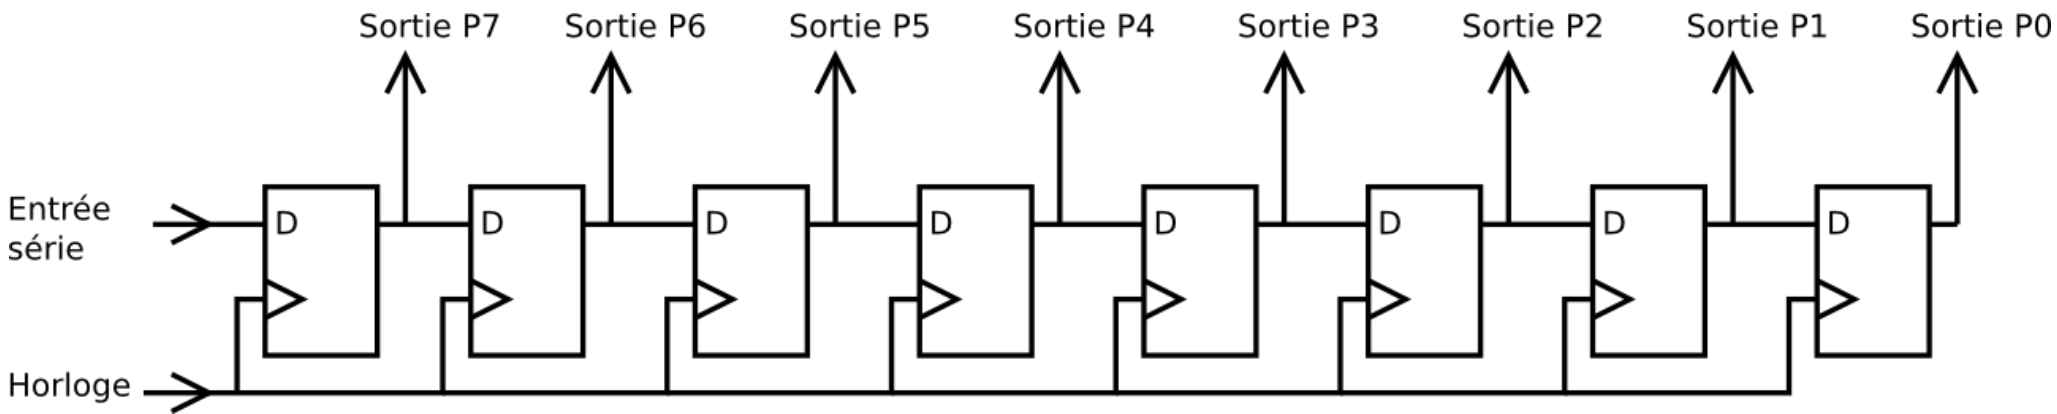 Sortie P7 Sortie P6 Sortie P5 Sortie P4 Sortie P3 Sortie P2 Sortie P1 Sortie P0
Entrée
série
D D D D D D D D
Horloge